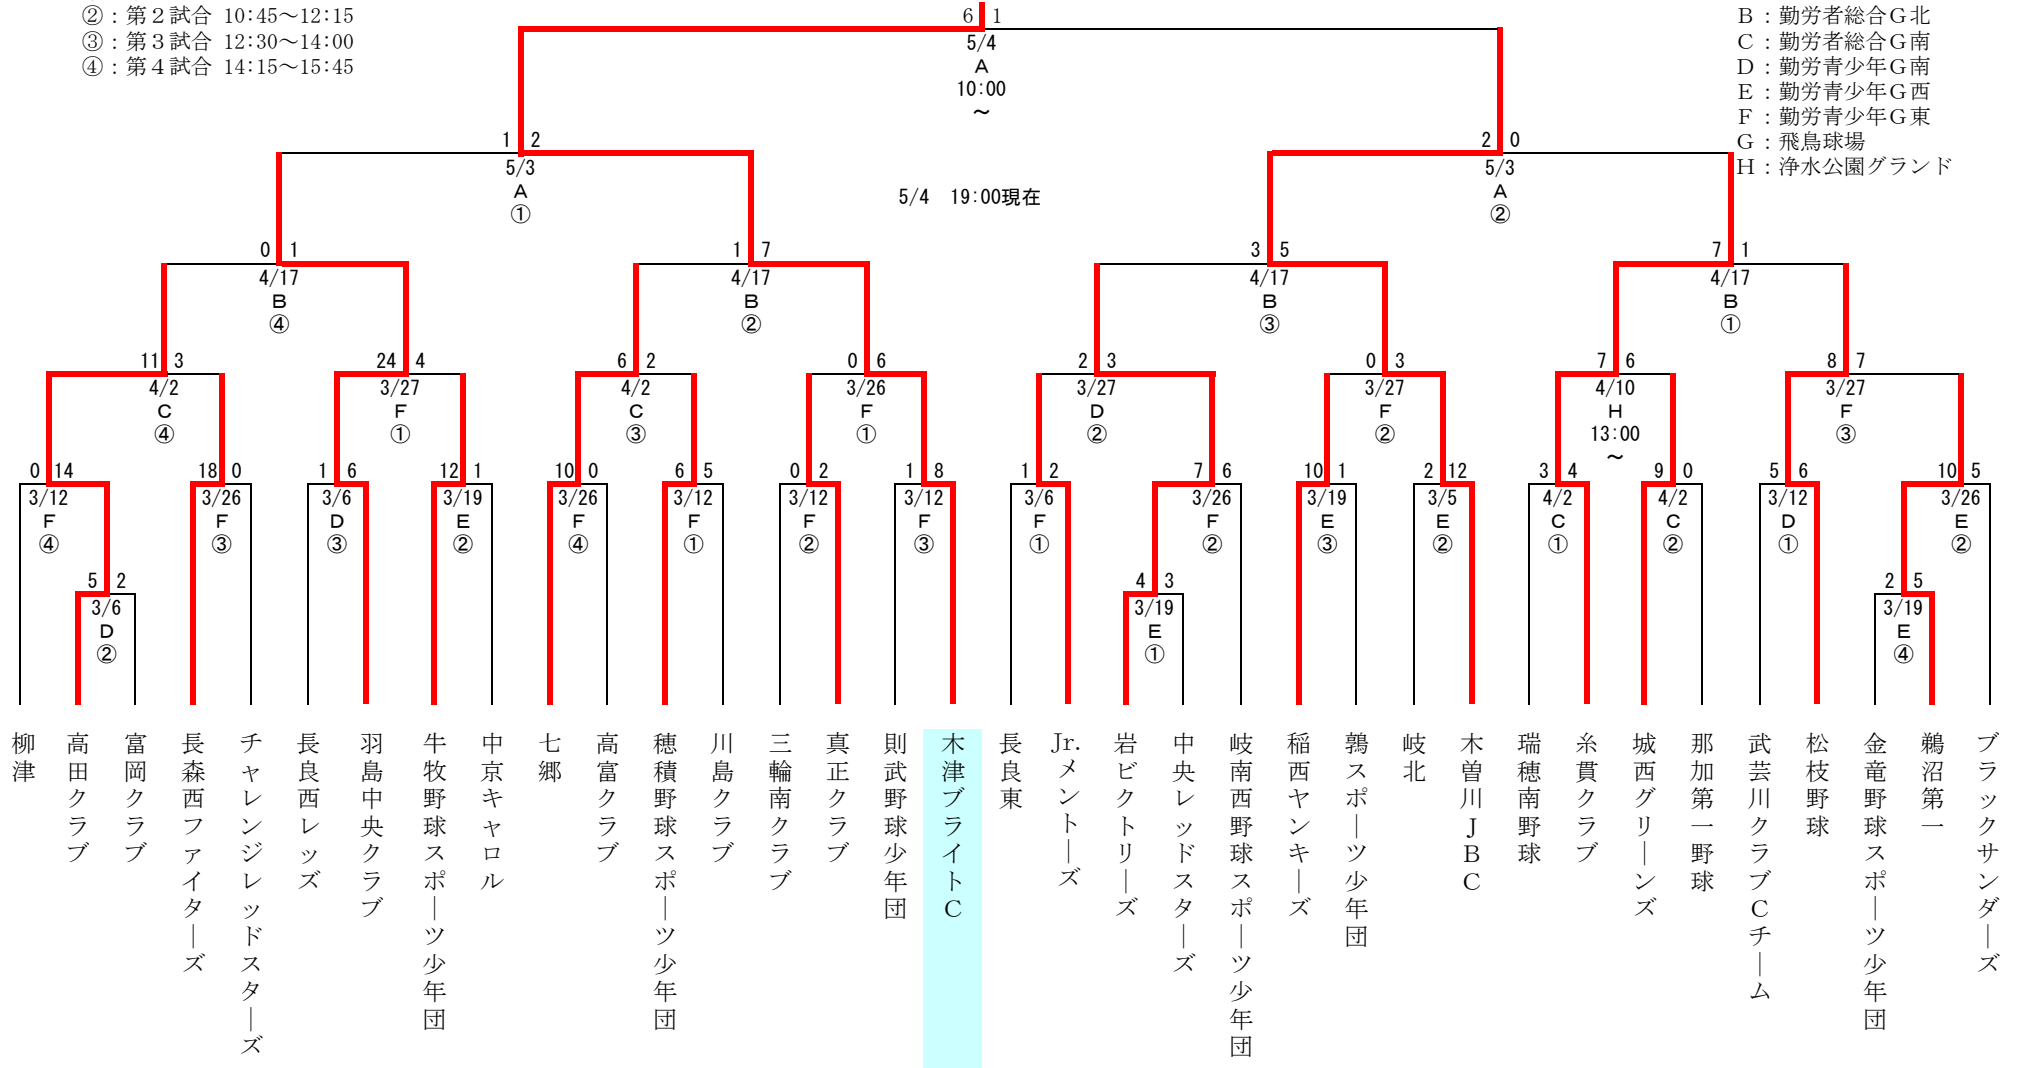 ②：第２試合 10:45～12:15
③：第３試合 12:30～14:00
④：第４試合 14:15～15:45
B：勤労者総合G北
C：勤労者総合G南
D：勤労青少年G南
E：勤労青少年G西
F：勤労青少年G東
G：飛鳥球場
H：浄水公園グランド
6 1
5/4
A
10:00
～
1 2
5/3
A
①
2 0
5/3
A
②
5/4 19:00現在
0 1
4/17
B
④
1 7
4/17
B
②
3 5
4/17
B
③
7 1
4/17
B
①
11 3
4/2
C
④
24 4
3/27
F
①
6 2
4/2
C
③
0 6
3/26
F
①
2 3
3/27
D
②
0 3
3/27
F
②
7 6
4/10
H
13:00
～
8 7
3/27
F
③
0 14
3/12
F
④
18 0
3/26
F
③
1 6
3/6
D
③
12 1
3/19
E
②
10 0
3/26
F
④
6 5
3/12
F
①
0 2
3/12
F
②
1 8
3/12
F
③
1 2
3/6
F
①
7 6
3/26
F
②
10 1
3/19
E
③
2 12
3/5
E
②
3 4
4/2
C
①
9 0
4/2
C
②
5 6
3/12
D
①
10 5
3/26
E
②
5 2
3/6
D
②
4 3
3/19
E
①
2 5
3/19
E
④
柳津
高田クラブ
富岡クラブ
長森西ファイターズ
チャレンジレッドスターズ
長良西レッズ
羽島中央クラブ
牛牧野球スポーツ少年団
中京キャロル
七郷
高富クラブ
穂積野球スポーツ少年団
川島クラブ
三輪南クラブ
真正クラブ
則武野球少年団
木津ブライトC
長良東
Jr.メントーズ
岩ビクトリーズ
中央レッドスターズ
岐南西野球スポーツ少年団
稲西ヤンキーズ
鶉スポーツ少年団
岐北
木曽川JBC
瑞穂南野球
糸貫クラブ
城西グリーンズ
那加第一野球
武芸川クラブCチーム
松枝野球
金竜野球スポーツ少年団
鵜沼第一
ブラックサンダーズ